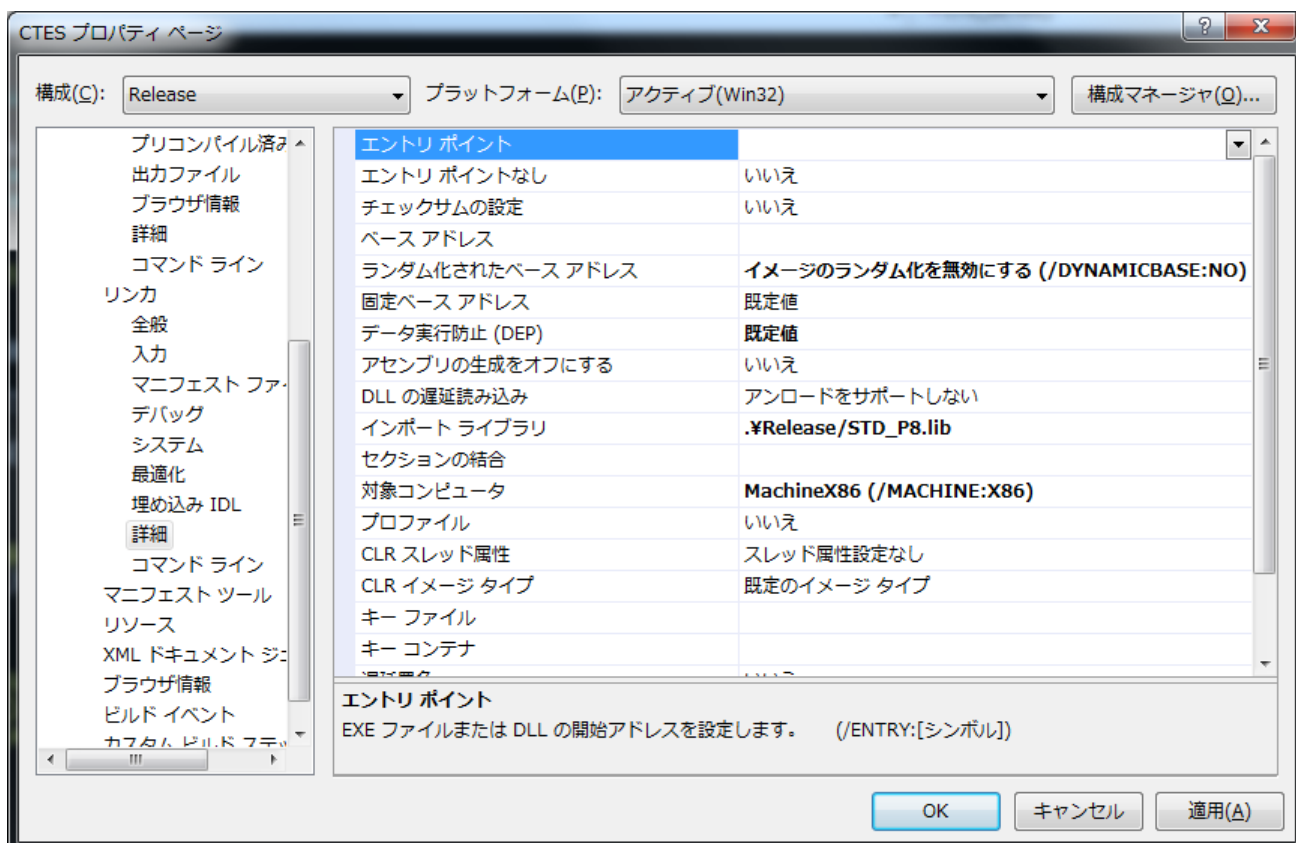 CTES プロパティ ページ
構成(C): Release プラットフォーム(P): アクティブ(Win32) 構成マネージャ(O)...
プリコンパイル済み
出力ファイル
ブラウザ情報
詳細
コマンド ライン
リンカ
全般
入力
マニフェスト ファイ
デバッグ
システム
最適化
埋め込み IDL
詳細
コマンド ライン
マニフェスト ツール
リソース
XML ドキュメント ジェ
ブラウザ情報
ビルド イベント
カスタム ビルド ステッ
エントリ ポイント
エントリ ポイントなし いいえ
チェックサムの設定 いいえ
ベース アドレス
ランダム化されたベース アドレス イメージのランダム化を無効にする (/DYNAMICBASE:NO)
固定ベース アドレス 既定値
データ実行防止 (DEP) 既定値
アセンブリの生成をオフにする いいえ
DLL の遅延読み込み アンロードをサポートしない
インポート ライブラリ .¥Release/STD_P8.lib
セクションの結合
対象コンピュータ MachineX86 (/MACHINE:X86)
プロファイル いいえ
CLR スレッド属性 スレッド属性設定なし
CLR イメージ タイプ 既定のイメージ タイプ
キー ファイル
キー コンテナ
遅延署名 いいえ
エントリ ポイント
EXE ファイルまたは DLL の開始アドレスを設定します。 (/ENTRY:[シンボル])
OK キャンセル 適用(A)